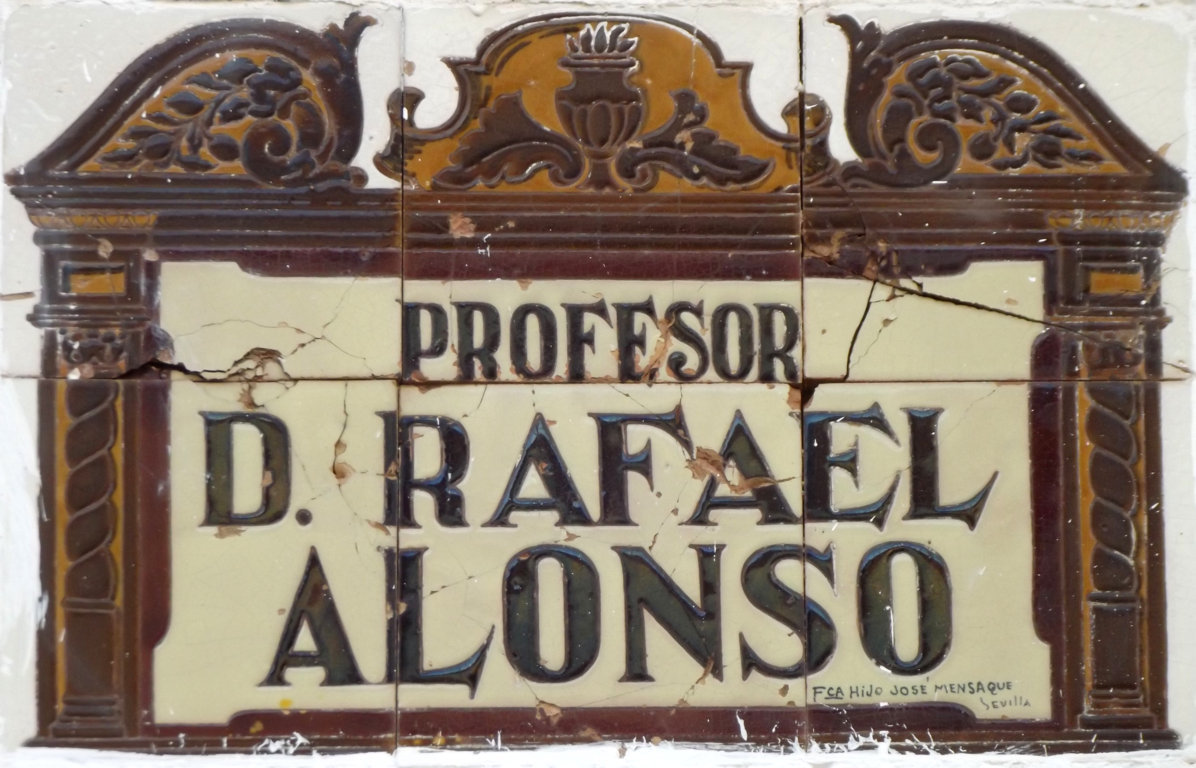 PROFESOR
D. RAFAEL
ALONSO
FCA HiJO JOSÉ MENSAQUE
SEVillA